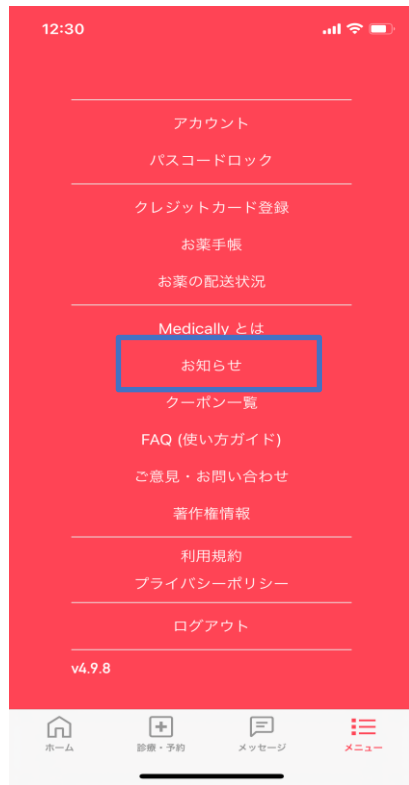 12:30
アカウント
パスコードロック
クレジットカード登録
お薬手帳
お薬の配送状況
Medically とは
お知らせ
クーポン一覧
FAQ (使い方ガイド)
ご意見・お問い合わせ
著作権情報
利用規約
プライバシーポリシー
ログアウト
v4.9.8
ホーム
診療・予約
メッセージ
メニュー